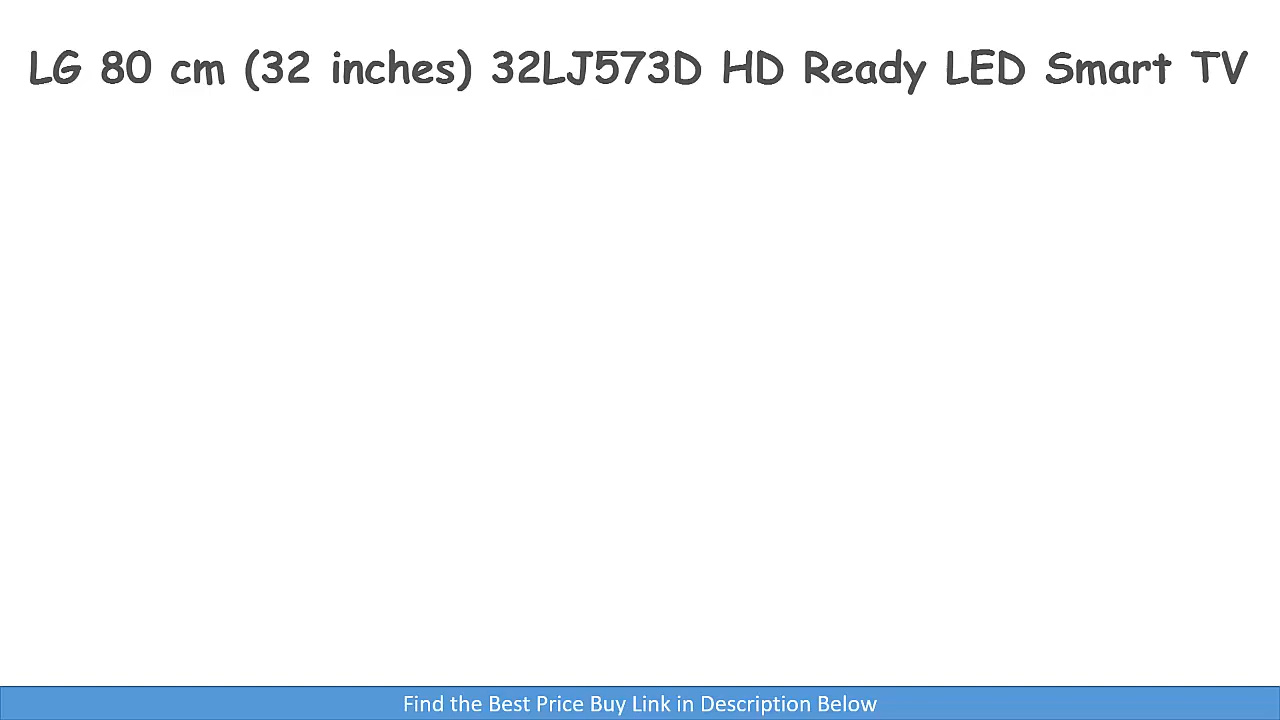 LG 80 cm (32 inches) 32LJ573D HD Ready LED Smart TV
Find the Best Price Buy Link in Description Below